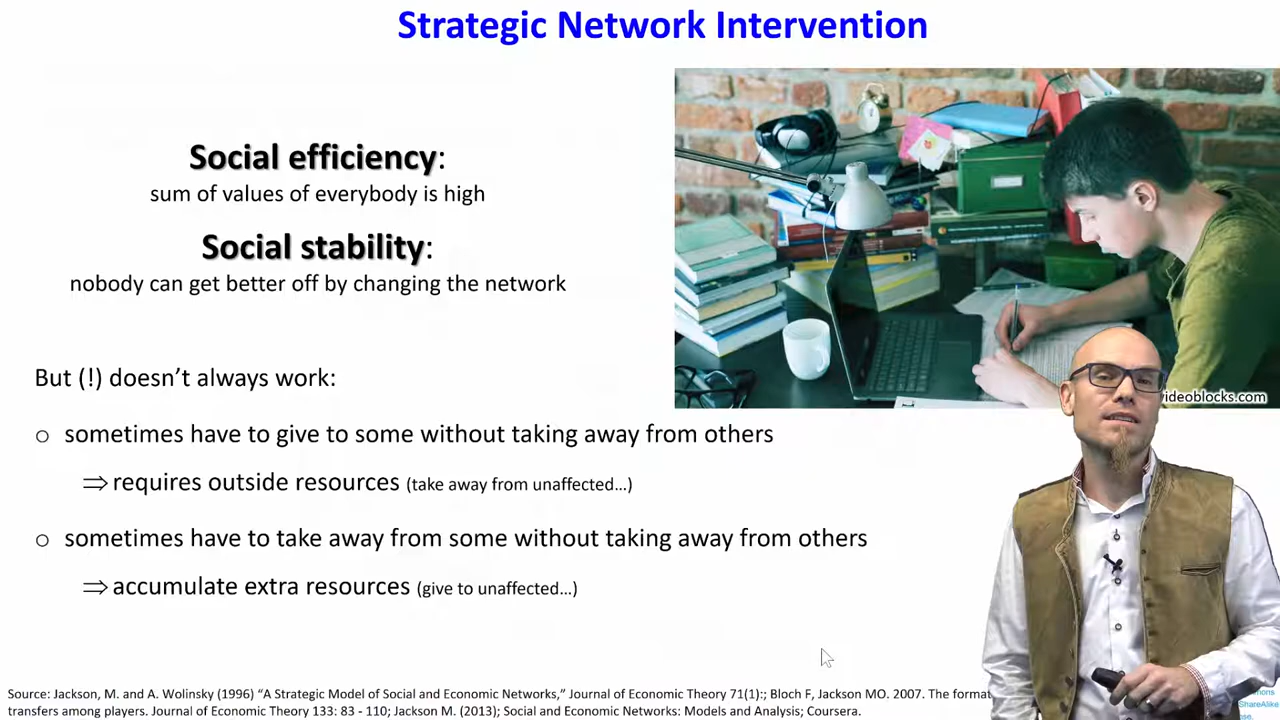 Strategic Network Intervention
Social efficiency:
sum of values of everybody is high
Social stability:
nobody can get better off by changing the network
But (!) doesn't always work:
o sometimes have to give to some without taking away from others
⇒ requires outside resources (take away from unaffected...)
o sometimes have to take away from some without taking away from others
⇒ accumulate extra resources (give to unaffected...)
videoblocks.com
Source: Jackson, M. and A. Wolinsky (1996) "A Strategic Model of Social and Economic Networks," Journal of Economic Theory 71(1):; Bloch F, Jackson MO. 2007. The format
transfers among players. Journal of Economic Theory 133: 83 - 110; Jackson M. (2013); Social and Economic Networks: Models and Analysis; Coursera.
ShareAlike